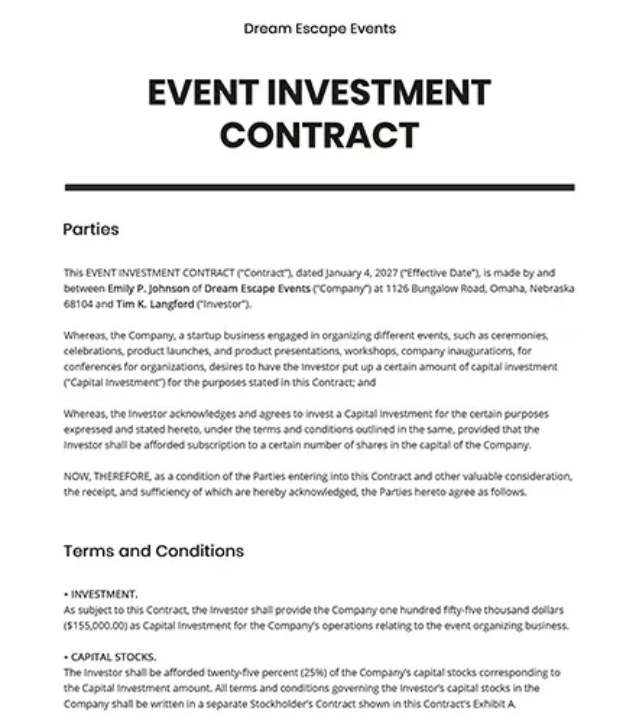 Dream Escape Events
EVENT INVESTMENT
CONTRACT
Parties
This EVENT INVESTMENT CONTRACT ("Contract"), dated January 4, 2027 ("Effective Date"), is made by and
between Emily P. Johnson of Dream Escape Events ("Company") at 1126 Bungalow Road, Omaha, Nebraska
68104 and Tim K. Langford ("Investor").
Whereas, the Company, a startup business engaged in organizing different events, such as ceremonies,
celebrations, product launches, and product presentations, workshops, company inaugurations, for
conferences for organizations, desires to have the Investor put up a certain amount of capital investment
("Capital Investment") for the purposes stated in this Contract; and
Whereas, the Investor acknowledges and agrees to invest a Capital Investment for the certain purposes
expressed and stated hereto, under the terms and conditions outlined in the same, provided that the
Investor shall be afforded subscription to a certain number of shares in the capital of the Company.
NOW, THEREFORE, as a condition of the Parties entering into this Contract and other valuable consideration,
the receipt, and sufficiency of which are hereby acknowledged, the Parties hereto agree as follows.
Terms and Conditions
• INVESTMENT.
As subject to this Contract, the Investor shall provide the Company one hundred fifty-five thousand dollars
($155,000.00) as Capital Investment for the Company's operations relating to the event organizing business.
• CAPITAL STOCKS.
The Investor shall be afforded twenty-five percent (25%) of the Company's capital stocks corresponding to
the Capital Investment amount. All terms and conditions governing the Investor's capital stocks in the
Company shall be written in a separate Stockholder's Contract shown in this Contract's Exhibit A.